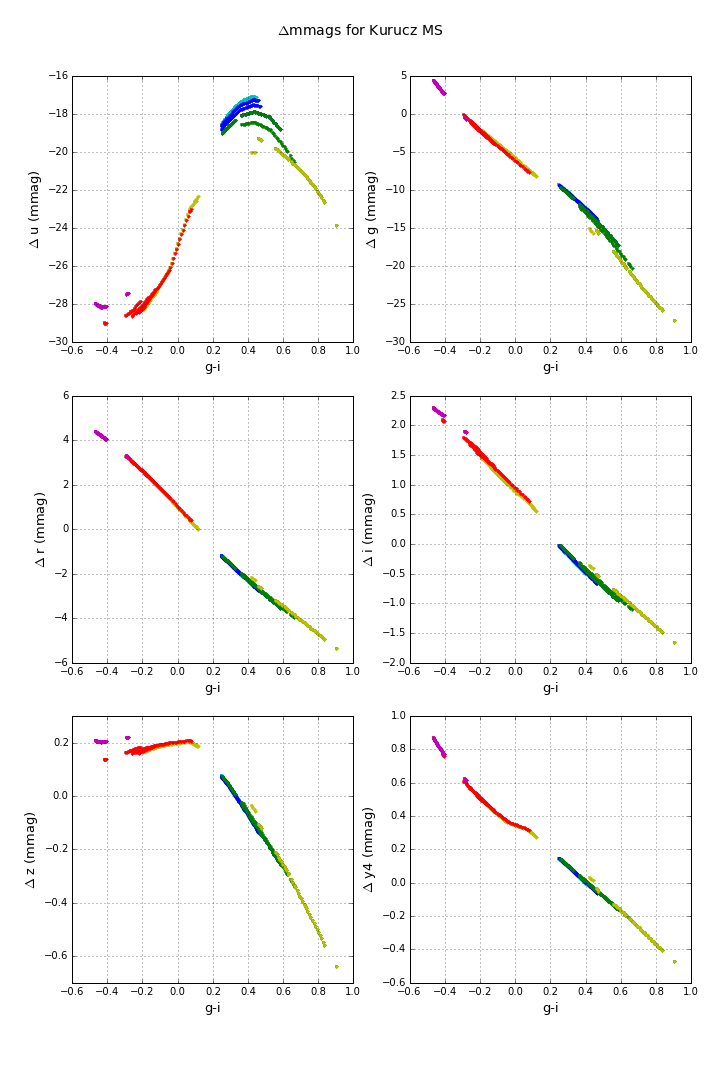 Δmmags for Kurucz MS
−16
−18
−20
−22
−24
−26
−28
−30
Δ u (mmag)
−0.6 −0.4 −0.2 0.0 0.2 0.4 0.6 0.8 1.0
g-i
5
0
−5
−10
−15
−20
−25
−30
Δ g (mmag)
−0.6 −0.4 −0.2 0.0 0.2 0.4 0.6 0.8 1.0
g-i
6
4
2
0
−2
−4
−6
Δ r (mmag)
−0.6 −0.4 −0.2 0.0 0.2 0.4 0.6 0.8 1.0
g-i
2.5
2.0
1.5
1.0
0.5
0.0
−0.5
−1.0
−1.5
−2.0
Δ i (mmag)
−0.6 −0.4 −0.2 0.0 0.2 0.4 0.6 0.8 1.0
g-i
0.2
0.0
−0.2
−0.4
−0.6
Δ z (mmag)
−0.6 −0.4 −0.2 0.0 0.2 0.4 0.6 0.8 1.0
g-i
1.0
0.8
0.6
0.4
0.2
0.0
−0.2
−0.4
−0.6
Δ y4 (mmag)
−0.6 −0.4 −0.2 0.0 0.2 0.4 0.6 0.8 1.0
g-i